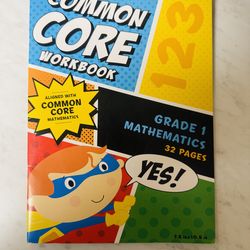 COMMON
CORE
WORKBOOK
123
ALIGNED WITH
COMMON
CORE
MATHEMATICS
GRADE 1
MATHEMATICS
32 PAGES
YES!